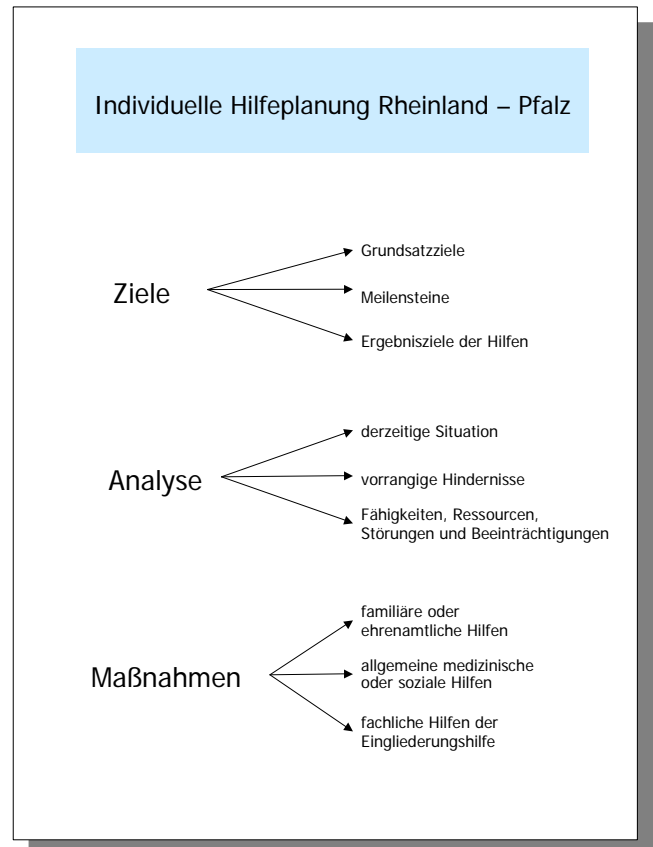 Individuelle Hilfeplanung Rheinland – Pfalz
Ziele
Grundsatzziele
Meilensteine
Ergebnisziele der Hilfen
Analyse
derzeitige Situation
vorrangige Hindernisse
Fähigkeiten, Ressourcen,
Störungen und Beeinträchtigungen
Maßnahmen
familiäre oder
ehrenamtliche Hilfen
allgemeine medizinische
oder soziale Hilfen
fachliche Hilfen der
Eingliederungshilfe